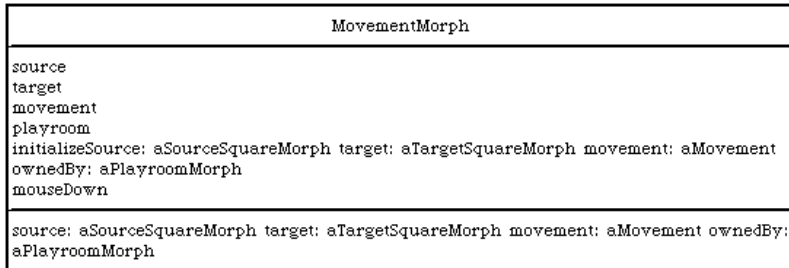 MovementMorph
source
target
movement
playroom
initializeSource: aSourceSquareMorph target: aTargetSquareMorph movement: aMovement
ownedBy: aPlayroomMorph
mouseDown
source: aSourceSquareMorph target: aTargetSquareMorph movement: aMovement ownedBy:
aPlayroomMorph